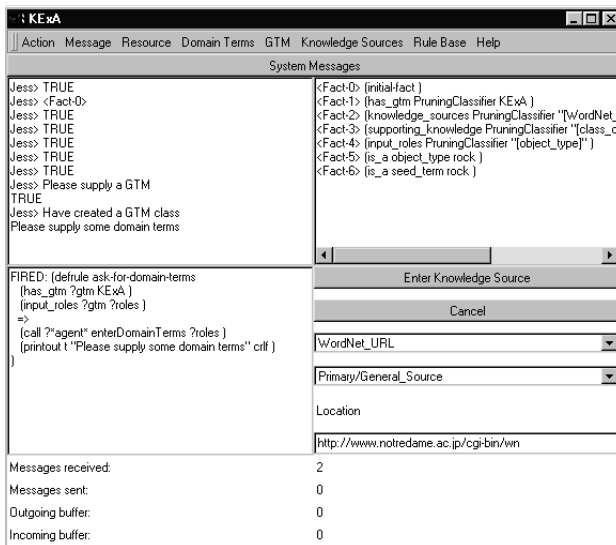 KExA
Action Message Resource Domain Terms GTM Knowledge Sources Rule Base Help
System Messages
Jess> TRUE
Jess> <Fact-0>
Jess> TRUE
Jess> TRUE
Jess> TRUE
Jess> TRUE
Jess> TRUE
Jess> Please supply a GTM
TRUE
Jess> Have created a GTM class
Please supply some domain terms
<Fact-0> (initial-fact )
<Fact-1> (has_gtm PruningClassifier KExA )
<Fact-2> (knowledge_sources PruningClassifier "[WordNet_
<Fact-3> (supporting_knowledge PruningClassifier "[class_
<Fact-4> (input_roles PruningClassifier "[object_type]" )
<Fact-5> (is_a object_type rock )
<Fact-6> (is_a seed_term rock )
FIRED: (defrule ask-for-domain-terms
(has_gtm ?gtm KExA )
(input_roles ?gtm ?roles )
=>
(call ?*agent* enterDomainTerms ?roles )
(printout t "Please supply some domain terms" crlf )
)
Enter Knowledge Source
Cancel
WordNet_URL
Primary/General_Source
Location
http://www.notredame.ac.jp/cgi-bin/wn
Messages received: 2
Messages sent: 0
Outgoing buffer: 0
Incoming buffer: 0